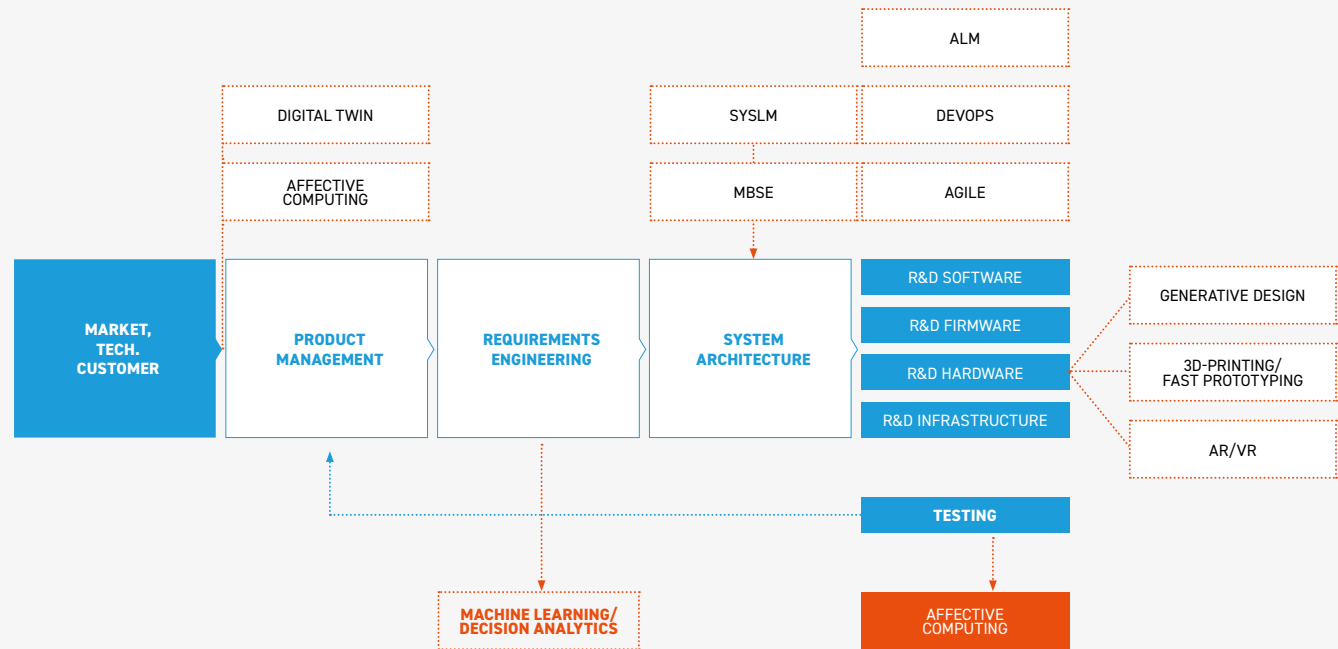 ALM
DIGITAL TWIN
SYSLM
DEVOPS
AFFECTIVE
COMPUTING
MBSE
AGILE
MARKET,
TECH.
CUSTOMER
PRODUCT
MANAGEMENT
REQUIREMENTS
ENGINEERING
SYSTEM
ARCHITECTURE
R&D SOFTWARE
R&D FIRMWARE
R&D HARDWARE
R&D INFRASTRUCTURE
GENERATIVE DESIGN
3D-PRINTING/
FAST PROTOTYPING
AR/VR
TESTING
MACHINE LEARNING/
DECISION ANALYTICS
AFFECTIVE
COMPUTING